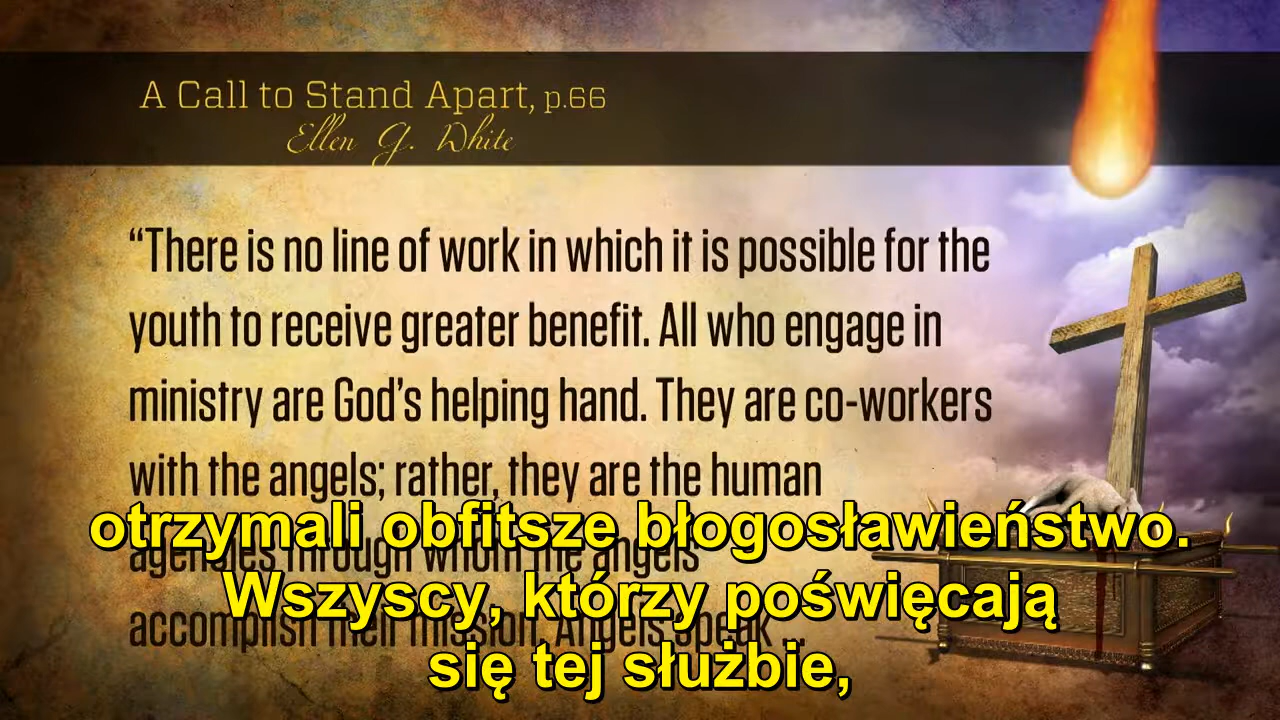 A Call to Stand Apart, p.66
Ellen G. White
“There is no line of work in which it is possible for the
youth to receive greater benefit. All who engage in
ministry are God’s helping hand. They are co-workers
with the angels; rather, they are the human
agencies through whom the angels
accomplish their mission. Angels speak . .
otrzymali obfitsze błogosławieństwo.
Wszyscy, którzy poświęcają
się tej służbie,